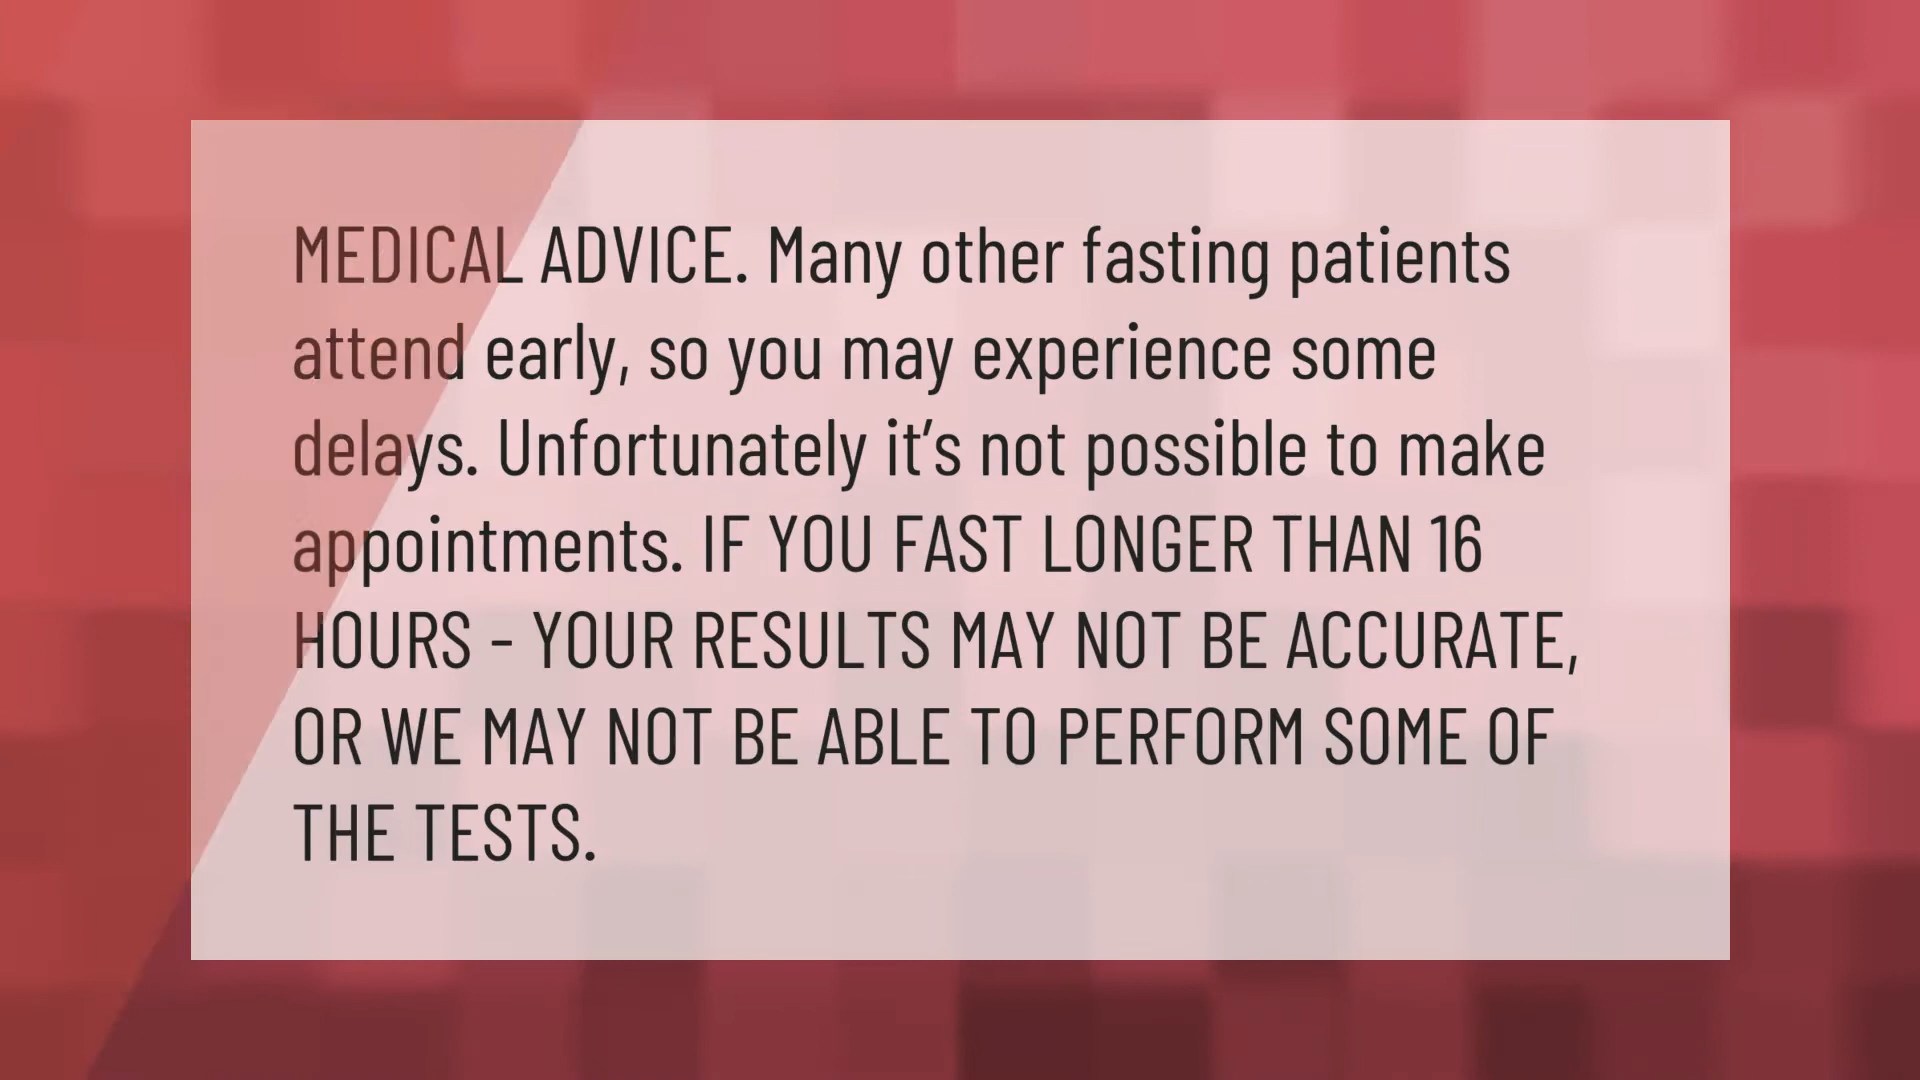 MEDICAL ADVICE. Many other fasting patients
attend early, so you may experience some
delays. Unfortunately it’s not possible to make
appointments. IF YOU FAST LONGER THAN 16
HOURS - YOUR RESULTS MAY NOT BE ACCURATE,
OR WE MAY NOT BE ABLE TO PERFORM SOME OF
THE TESTS.